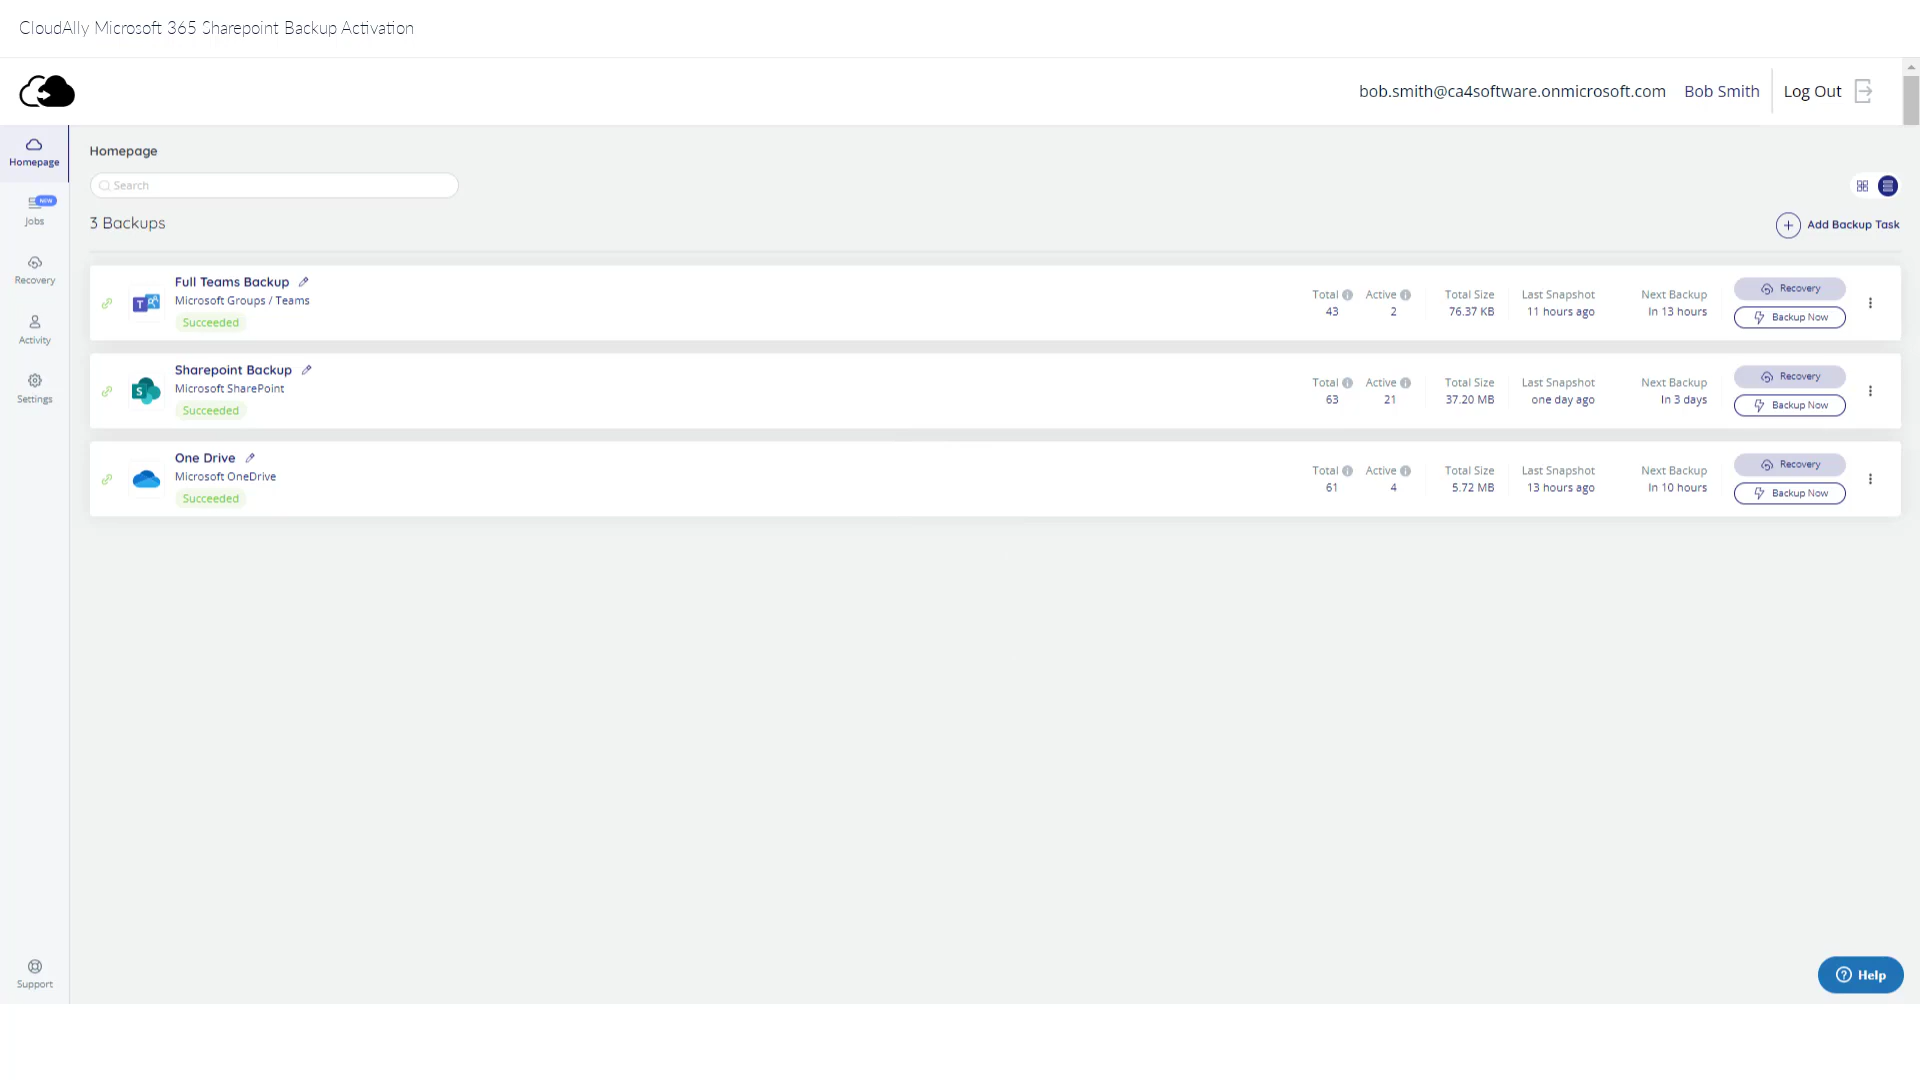 CloudAlly Microsoft 365 Sharepoint Backup Activation
bob.smith@ca4software.onmicrosoft.com Bob Smith Log Out
Homepage
Homepage
Search
NEW
Jobs
3 Backups
Add Backup Task
Recovery
Activity
Settings
Full Teams Backup
Microsoft Groups / Teams
Succeeded
Total Active Total Size Last Snapshot Next Backup
43 2 76.37 KB 11 hours ago In 13 hours
Recovery
Backup Now
Sharepoint Backup
Microsoft SharePoint
Succeeded
Total Active Total Size Last Snapshot Next Backup
63 21 37.20 MB one day ago In 3 days
Recovery
Backup Now
One Drive
Microsoft OneDrive
Succeeded
Total Active Total Size Last Snapshot Next Backup
61 4 5.72 MB 13 hours ago In 10 hours
Recovery
Backup Now
Support
Help